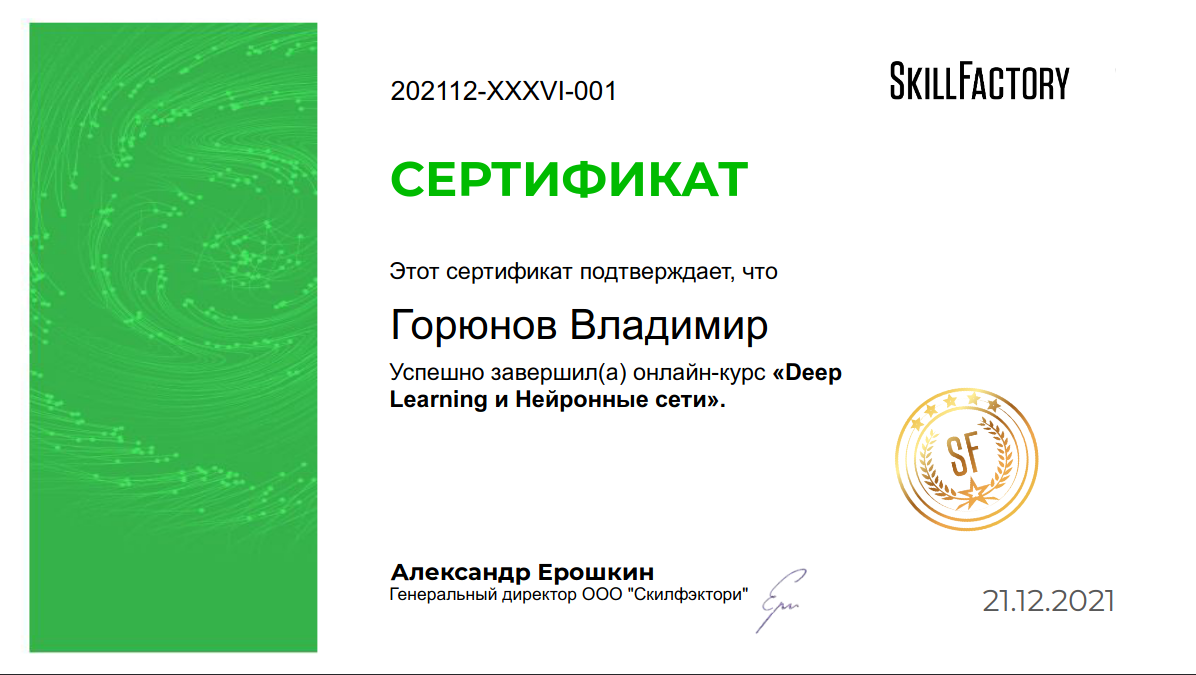 202112-XXXVI-001
SKILLFACTORY
СЕРТИФИКАТ
Этот сертификат подтверждает, что
Горюнов Владимир
Успешно завершил(а) онлайн-курс «Deep
Learning и Нейронные сети».
SF
Александр Ерошкин
Генеральный директор ООО "Скилфэктори"
21.12.2021